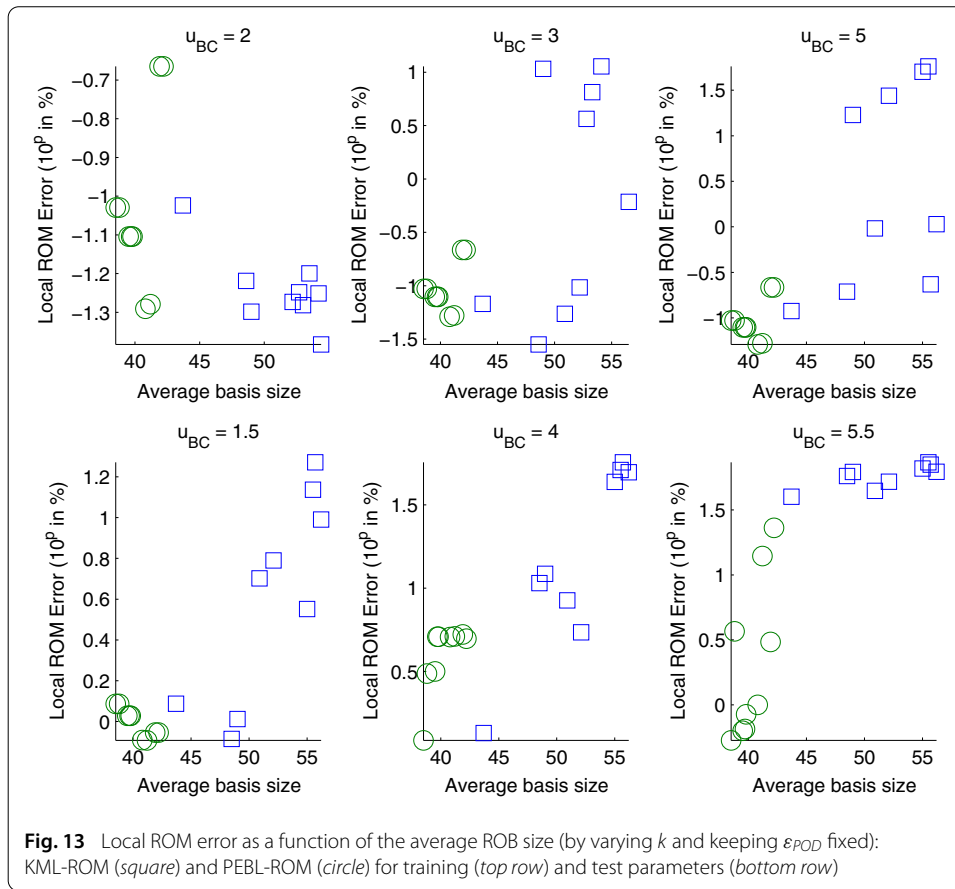 u_BC = 2
Local ROM Error (10^p in %)
−0.7
−0.8
−0.9
−1
−1.1
−1.2
−1.3
40
45
50
Average basis size
u_BC = 3
Local ROM Error (10^p in %)
1
0.5
0
−0.5
−1
−1.5
40
45
50
55
Average basis size
u_BC = 5
Local ROM Error (10^p in %)
1.5
1
0.5
0
−0.5
−1
40
45
50
55
Average basis size
u_BC = 1.5
Local ROM Error (10^p in %)
1.2
1
0.8
0.6
0.4
0.2
0
40
45
50
55
Average basis size
u_BC = 4
Local ROM Error (10^p in %)
1.5
1
0.5
40
45
50
55
Average basis size
u_BC = 5.5
Local ROM Error (10^p in %)
1.5
1
0.5
0
40
45
50
55
Average basis size
Fig. 13 Local ROM error as a function of the average ROB size (by varying k and keeping ε_POD fixed):
KML-ROM (square) and PEBL-ROM (circle) for training (top row) and test parameters (bottom row)